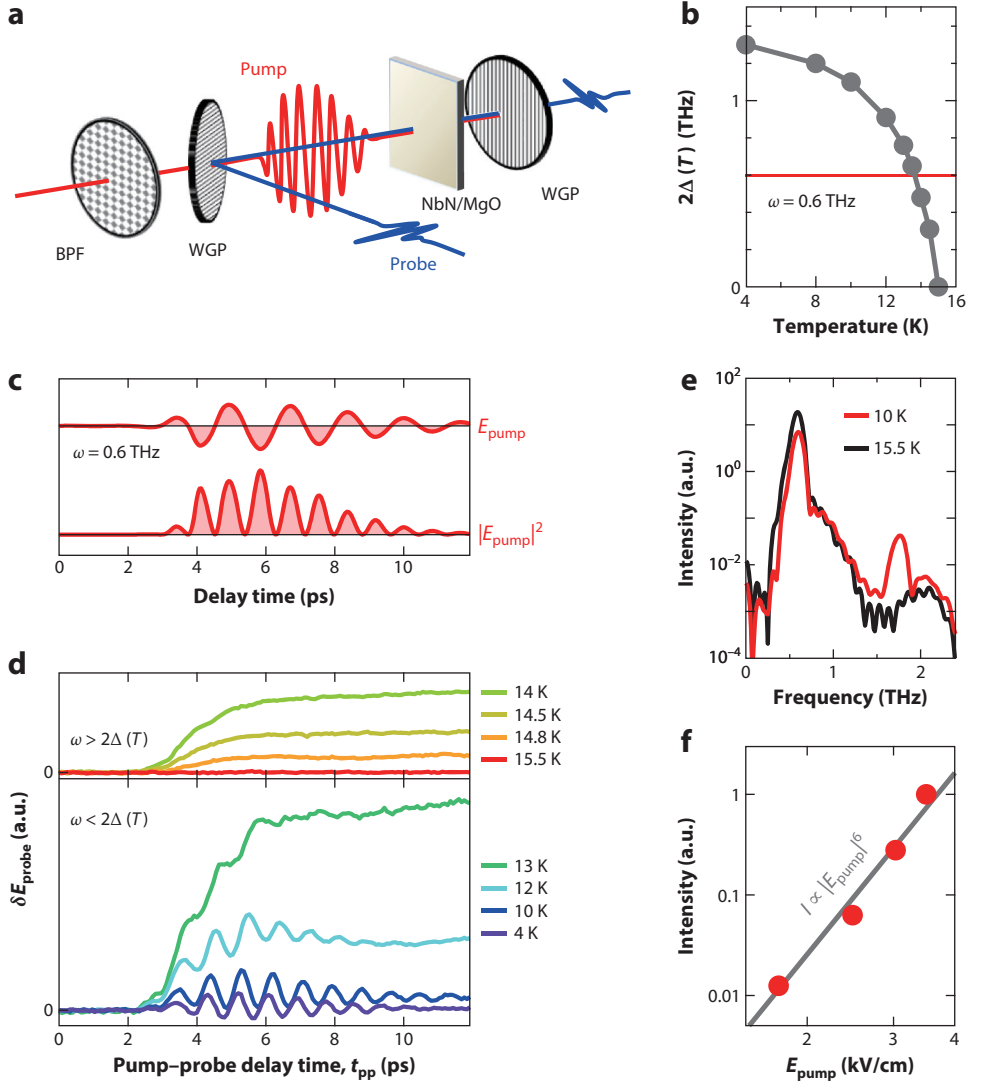 a
Pump
BPF
WGP
NbN/MgO
WGP
Probe
b
2Δ (T) (THz)
1
0
ω = 0.6 THz
4 8 12 16
Temperature (K)
c
E_pump
ω = 0.6 THz
|E_pump|²
0 2 4 6 8 10
Delay time (ps)
d
ω > 2Δ (T)
0
14 K
14.5 K
14.8 K
15.5 K
ω < 2Δ (T)
13 K
12 K
10 K
4 K
0
δE_probe (a.u.)
0 2 4 6 8 10
Pump–probe delay time, t_pp (ps)
e
10²
10⁰
10⁻²
10⁻⁴
Intensity (a.u.)
10 K
15.5 K
0 1 2
Frequency (THz)
f
1
0.1
0.01
Intensity (a.u.)
I ∝ |E_pump|⁶
2 3 4
E_pump (kV/cm)